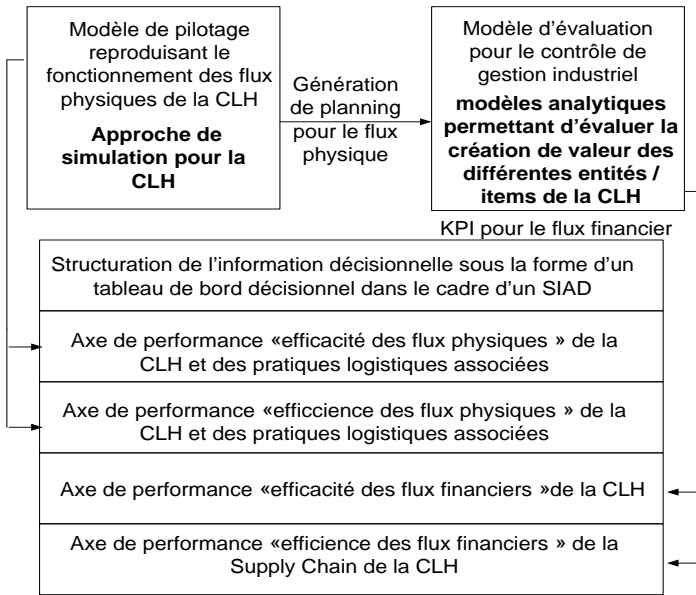 Modèle de pilotage
reproduisant le
fonctionnement des flux
physiques de la CLH
Approche de
simulation pour la
CLH
Génération
de planning
pour le flux
physique
Modèle d'évaluation
pour le contrôle de
gestion industriel
modèles analytiques
permettant d'évaluer la
création de valeur des
différentes entités /
items de la CLH
KPI pour le flux financier
Structuration de l'information décisionnelle sous la forme d'un
tableau de bord décisionnel dans le cadre d'un SIAD
Axe de performance «efficacité des flux physiques » de la
CLH et des pratiques logistiques associées
Axe de performance «efficcience des flux physiques » de la
CLH et des pratiques logistiques associées
Axe de performance «efficacité des flux financiers »de la CLH
Axe de performance «efficience des flux financiers » de la
Supply Chain de la CLH